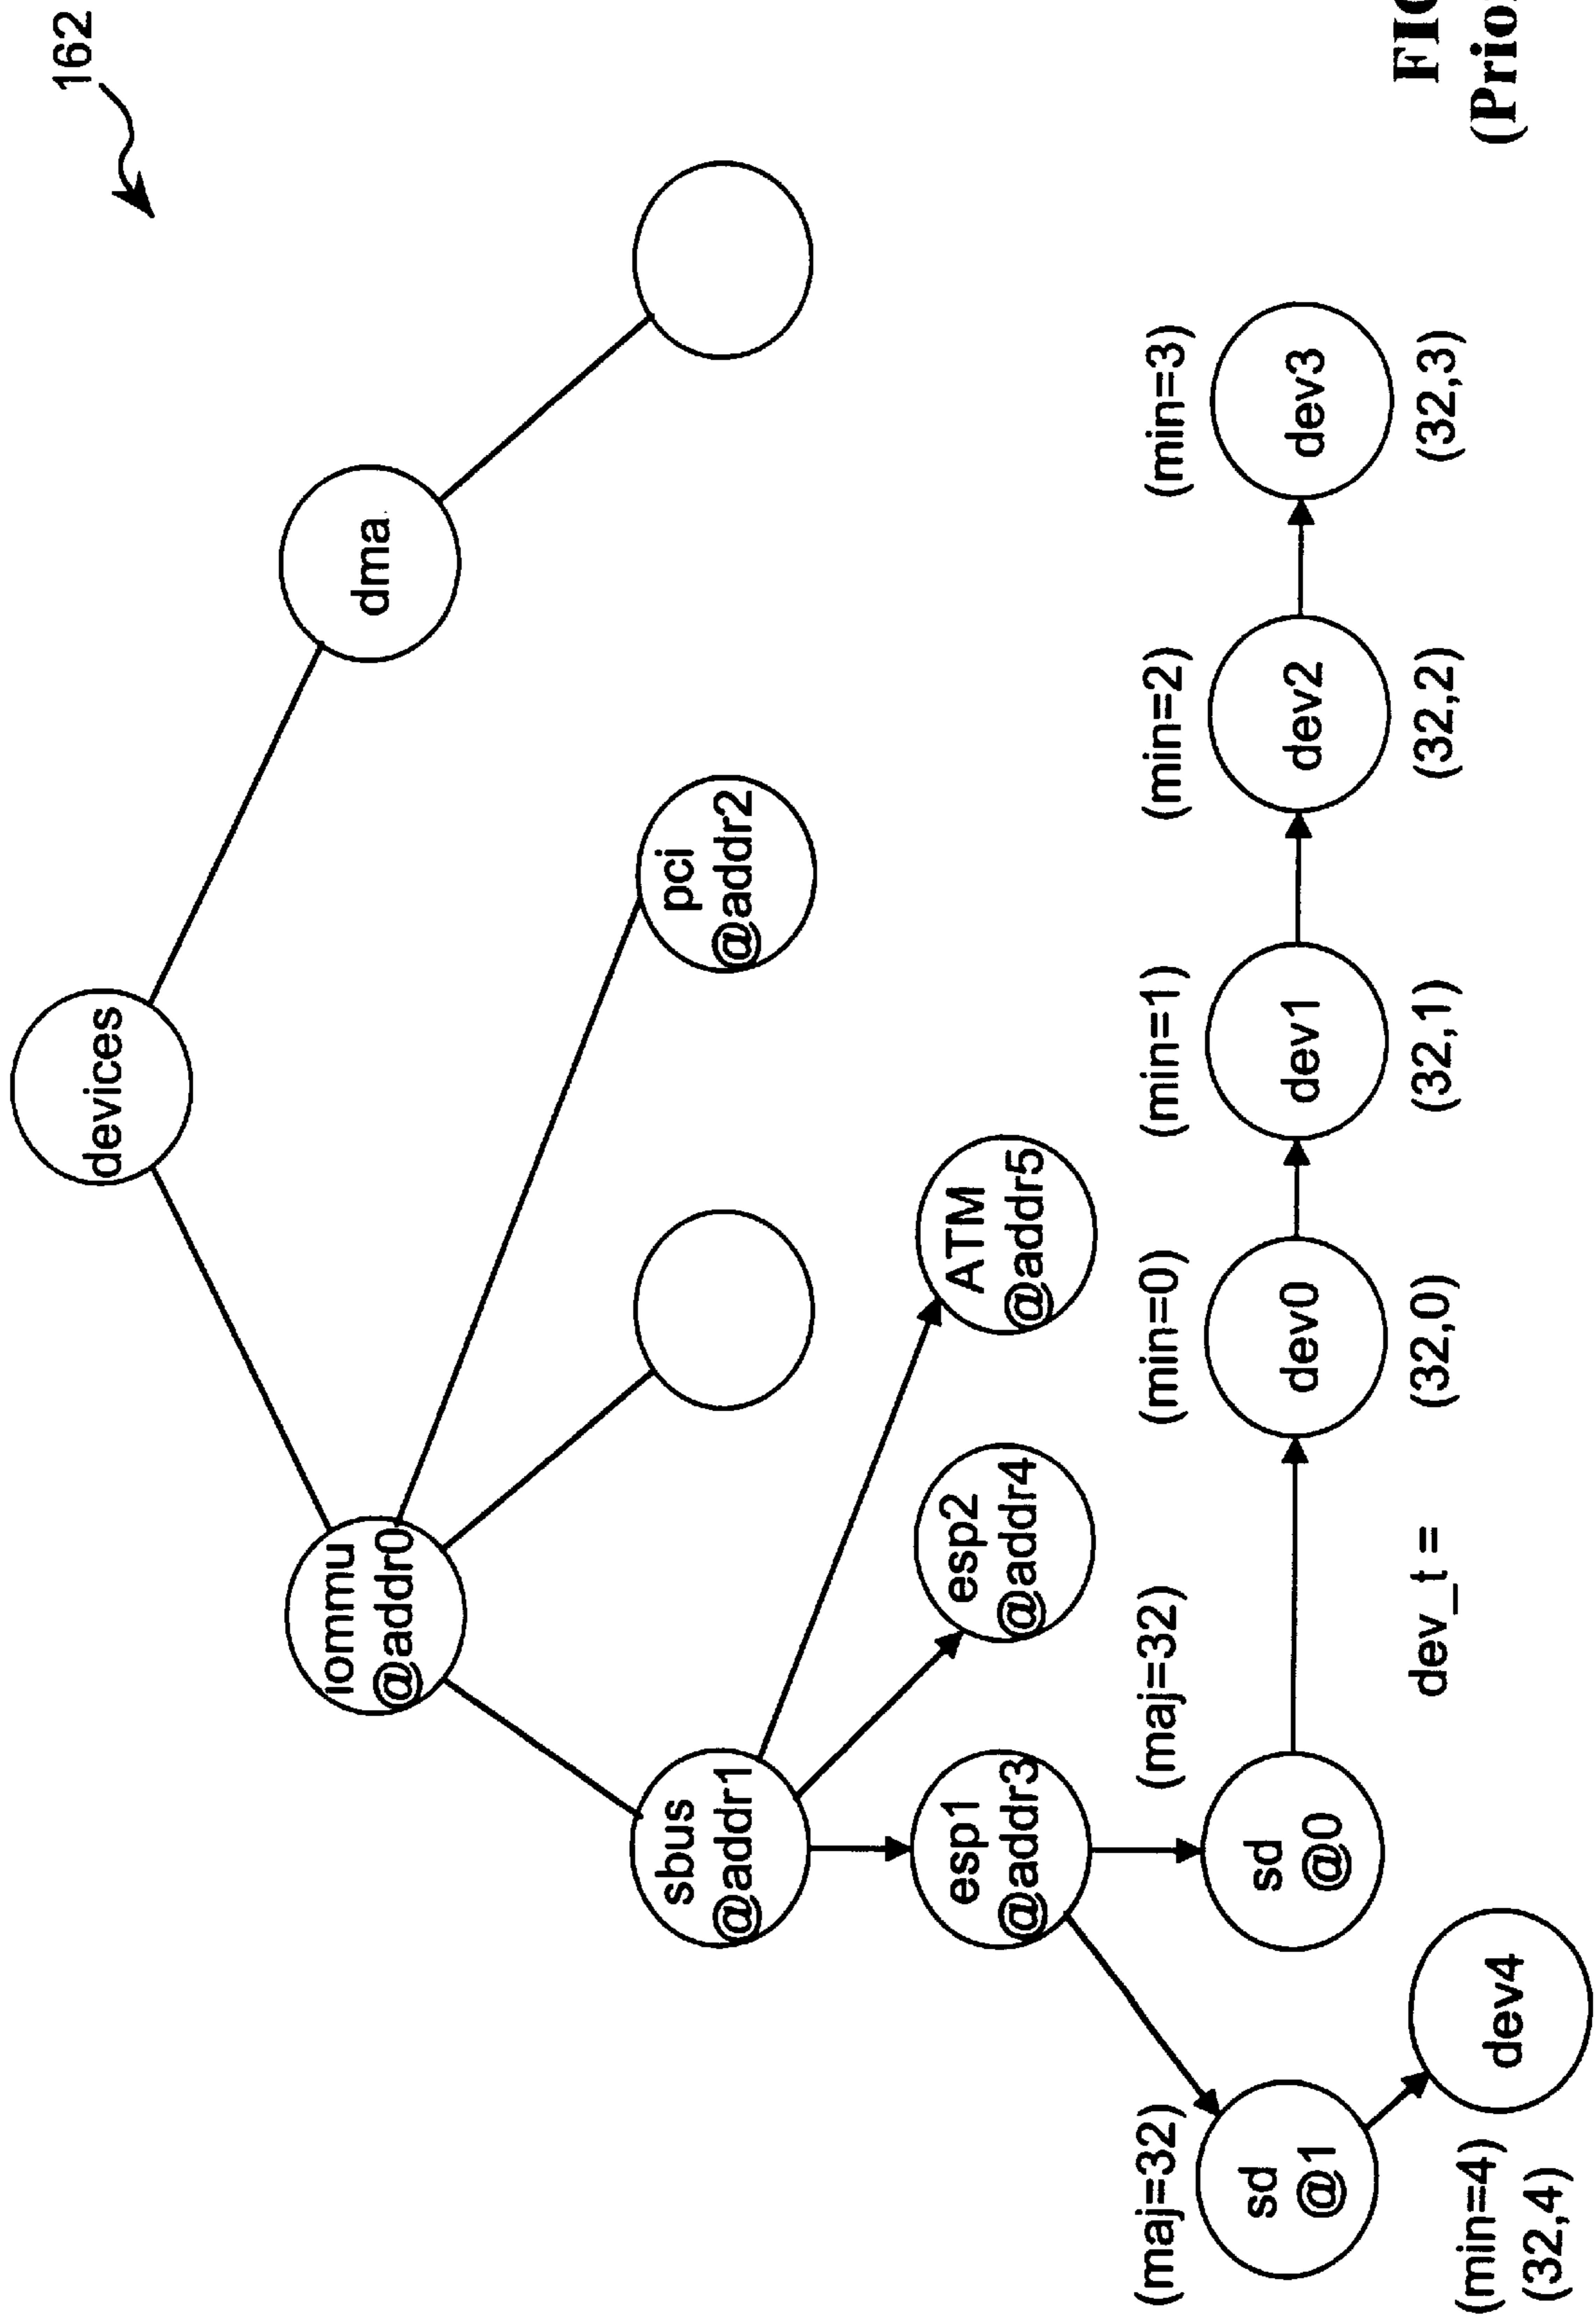 162
devices
dma
iommu
@addr0
sbus
@addr1
pci
@addr2
esp1
@addr3
esp2
@addr4
ATM
@addr5
(maj=32)
(maj=32)
(min=0)
(min=1)
(min=2)
(min=3)
sd
@1
sd
@0
dev0
dev1
dev2
dev3
dev_t =
(32,0)
(32,1)
(32,2)
(32,3)
dev4
(min=4)
(32,4)
FIG
(Prio